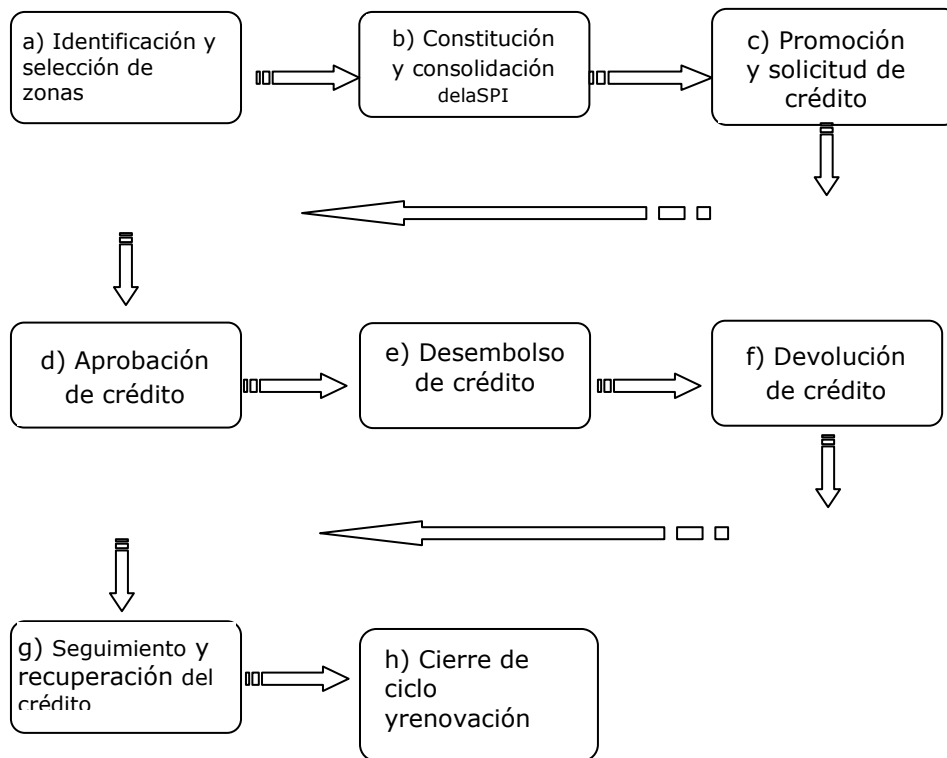 a) Identificación y
selección de
zonas
b) Constitución
y consolidación
delaSPI
c) Promoción
y solicitud de
crédito
d) Aprobación
de crédito
e) Desembolso
de crédito
f) Devolución
de crédito
g) Seguimiento y
recuperación del
crédito
h) Cierre de
ciclo
yrenovación